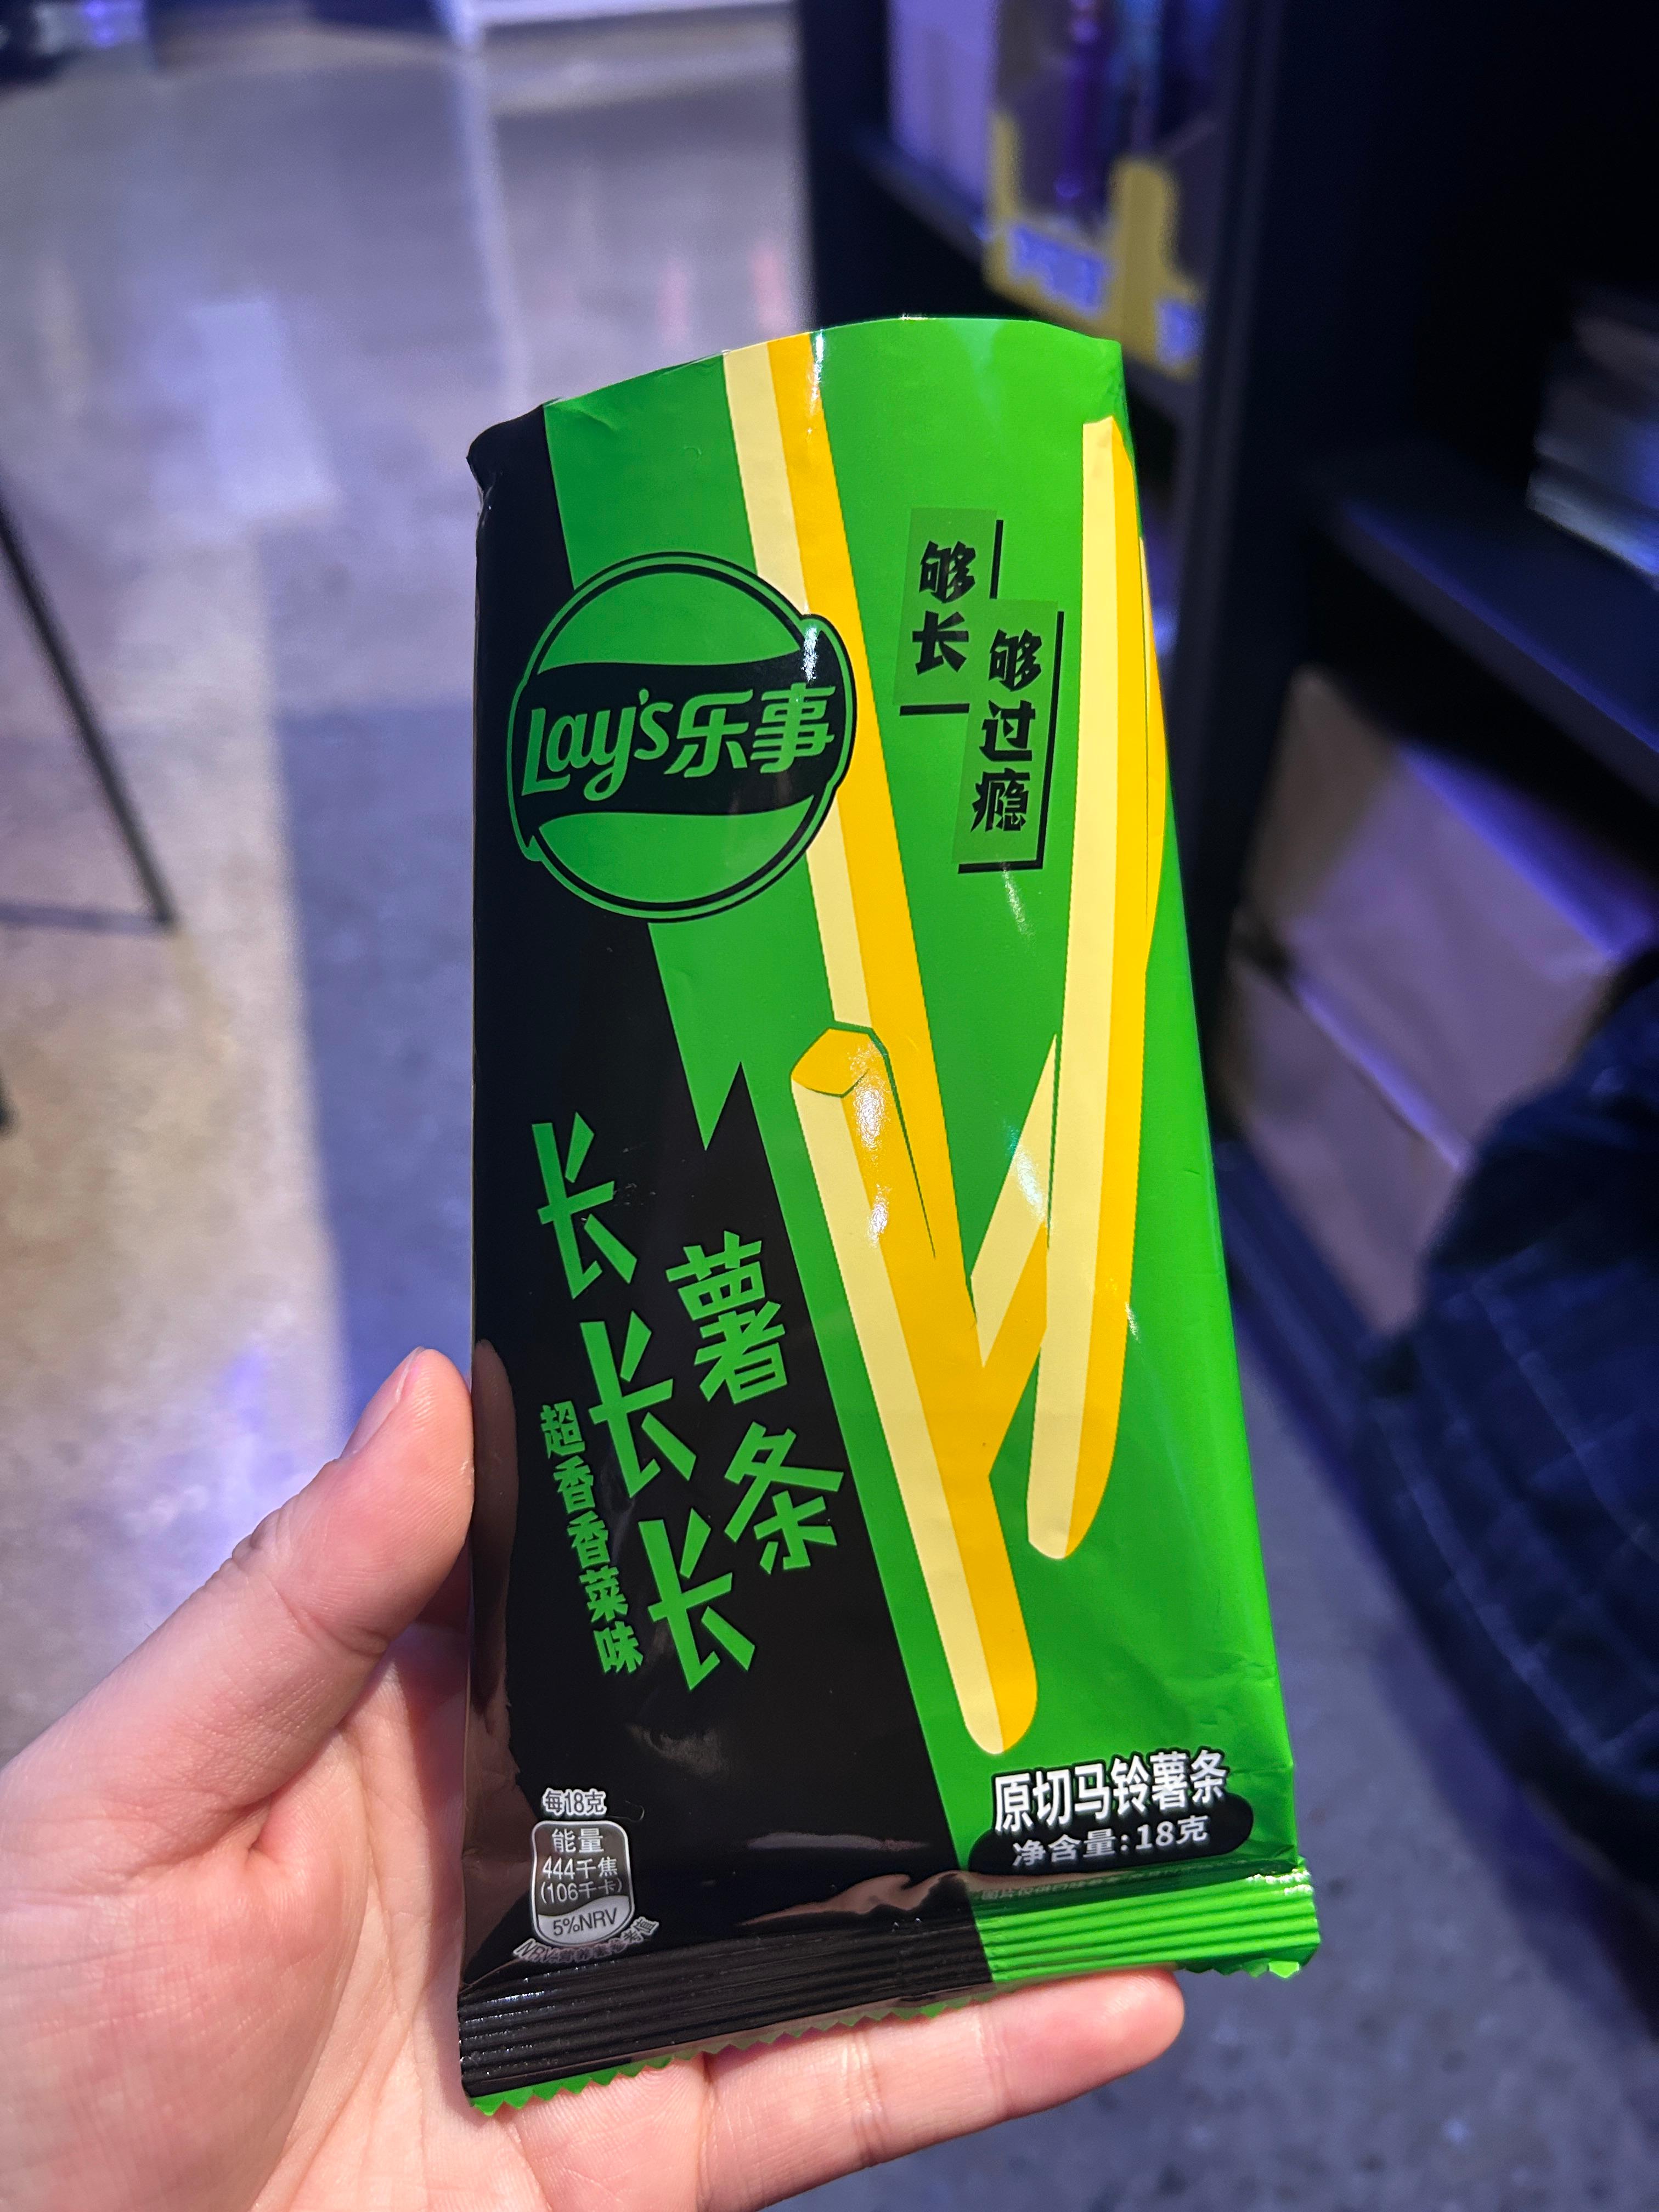 Lay's乐事
够长
够过瘾
长长长
薯条
超香香菜味
每18克
能量
444千焦
(106千卡)
5%NRV
原切马铃薯条
净含量:18克